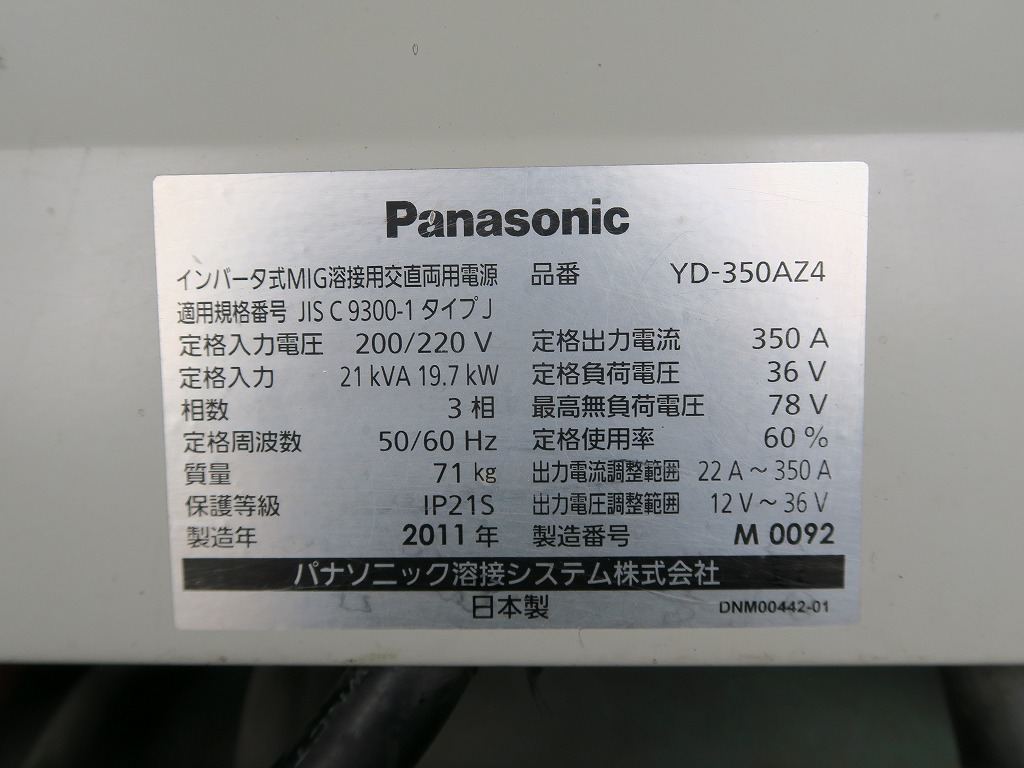 Panasonic
インバータ式MIG溶接用交直両用電源 品番 YD-350AZ4
適用規格番号 JIS C 9300-1 タイプJ
定格入力電圧 200/220 V 定格出力電流 350 A
定格入力 21 kVA 19.7 kW 定格負荷電圧 36 V
相数 3 相 最高無負荷電圧 78 V
定格周波数 50/60 Hz 定格使用率 60 %
質量 71 kg 出力電流調整範囲 22 A～350 A
保護等級 IP21S 出力電圧調整範囲 12 V～36 V
製造年 2011 年 製造番号 M 0092
パナソニック溶接システム株式会社
日本製 DNM00442-01